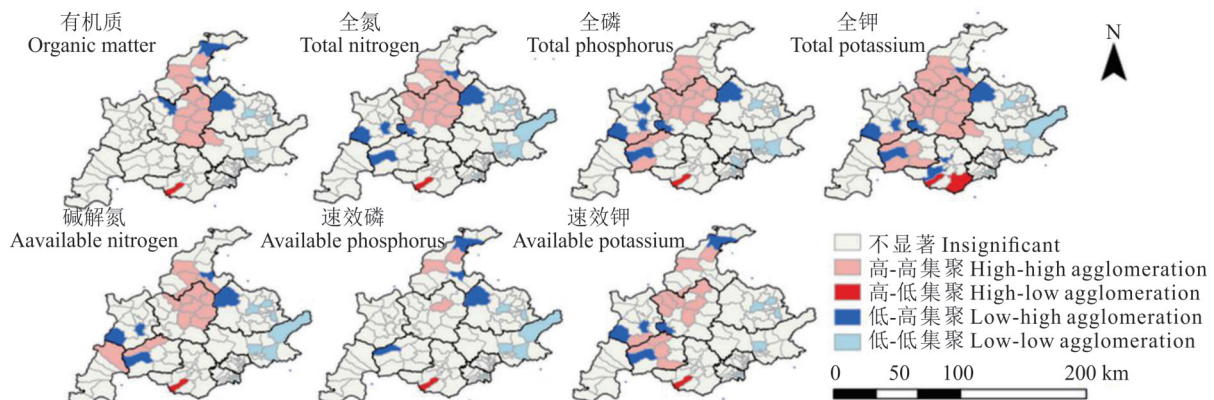 有机质
Organic matter
全氮
Total nitrogen
全磷
Total phosphorus
全钾
Total potassium
N
碱解氮
Aavailable nitrogen
速效磷
Available phosphorus
速效钾
Available potassium
不显著 Insignificant
高-高集聚 High-high agglomeration
高-低集聚 High-low agglomeration
低-高集聚 Low-high agglomeration
低-低集聚 Low-low agglomeration
0 50 100 200 km